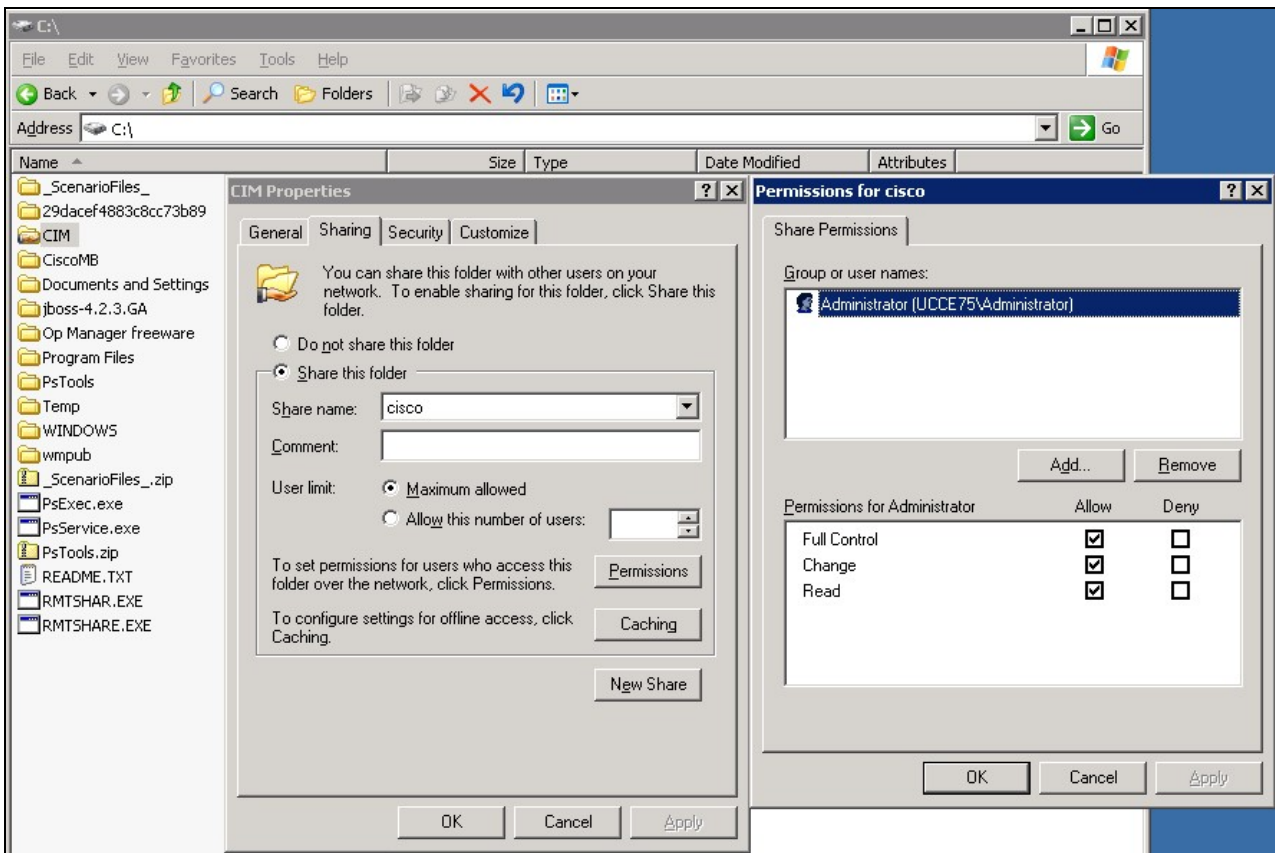 C:\
File Edit View Favorites Tools Help
Back Search Folders
Address C:\ Go
Name Size Type Date Modified Attributes
_ScenarioFiles_
29dacef4883c8cc73b89
CIM
CiscoMB
Documents and Settings
jboss-4.2.3.GA
Op Manager freeware
Program Files
PsTools
Temp
WINDOWS
wmpub
_ScenarioFiles_.zip
PsExec.exe
PsService.exe
PsTools.zip
README.TXT
RMTSHAR.EXE
RMTSHARE.EXE
CIM Properties
General Sharing Security Customize
You can share this folder with other users on your
network. To enable sharing for this folder, click Share this
folder.
Do not share this folder
Share this folder
Share name: cisco
Comment:
User limit: Maximum allowed
Allow this number of users:
To set permissions for users who access this
folder over the network, click Permissions.
Permissions
To configure settings for offline access, click
Caching.
Caching
New Share
OK Cancel Apply
Permissions for cisco
Share Permissions
Group or user names:
Administrator (UCCE75\Administrator)
Add... Remove
Permissions for Administrator Allow Deny
Full Control
Change
Read
OK Cancel Apply